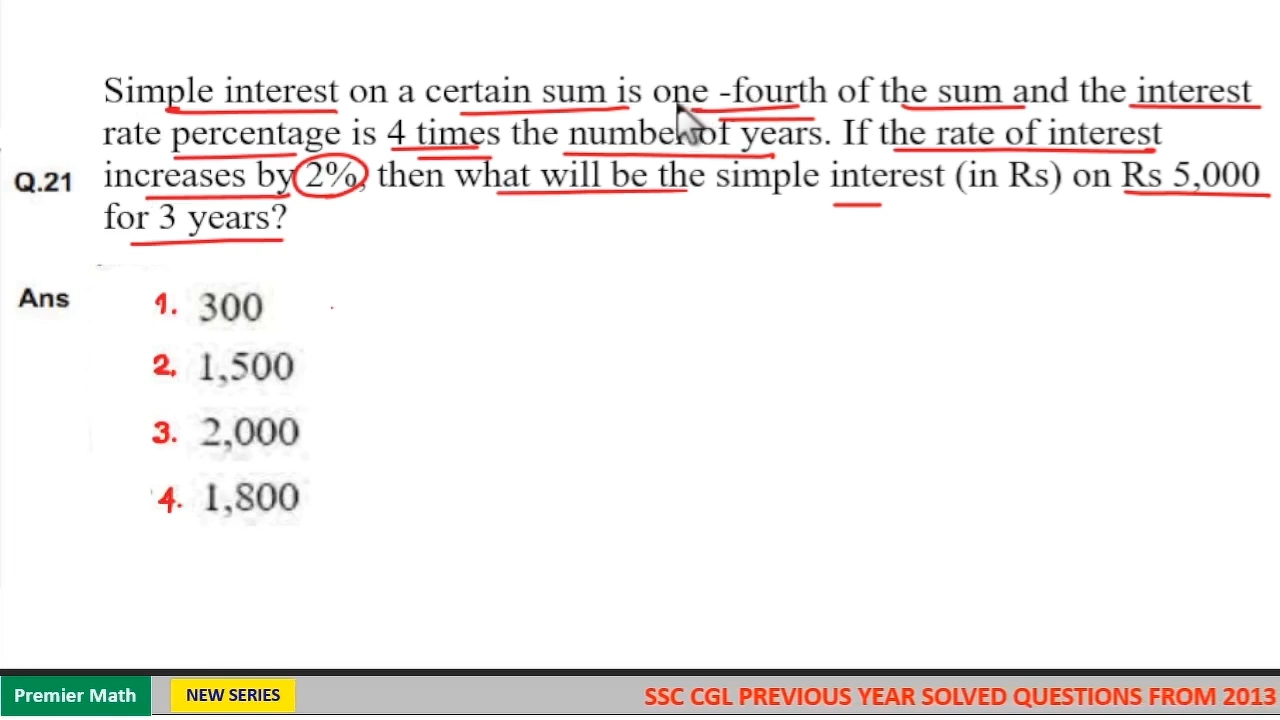 Simple interest on a certain sum is one -fourth of the sum and the interest
rate percentage is 4 times the number of years. If the rate of interest
Q.21 increases by 2%, then what will be the simple interest (in Rs) on Rs 5,000
for 3 years?
Ans 1. 300
2. 1,500
3. 2,000
4. 1,800
Premier Math NEW SERIES SSC CGL PREVIOUS YEAR SOLVED QUESTIONS FROM 2013